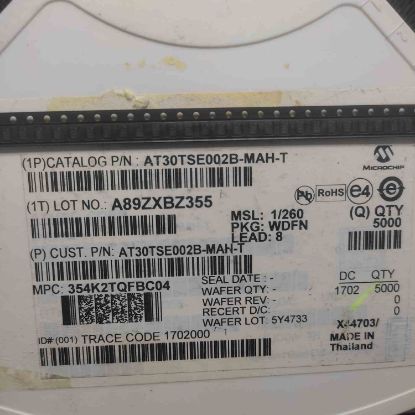 (1P)CATALOG P/N : AT30TSE002B-MAH-T
MICROCHIP
(1T) LOT NO.: A89ZXBZ355
Pb RoHS e4 e
MSL: 1/260
PKG: WDFN
LEAD: 8
(Q) QTY
5000
(P) CUST. P/N: AT30TSE002B-MAH-T
MPC: 354K2TQFBC04
SEAL DATE : -
WAFER QTY: -
WAFER REV: -
RECERT D/C:
WAFER LOT: 5Y4733
DC QTY
1702 5000
0
0
X-44703/
MADE IN
Thailand
ID# (001) TRACE CODE 1702000